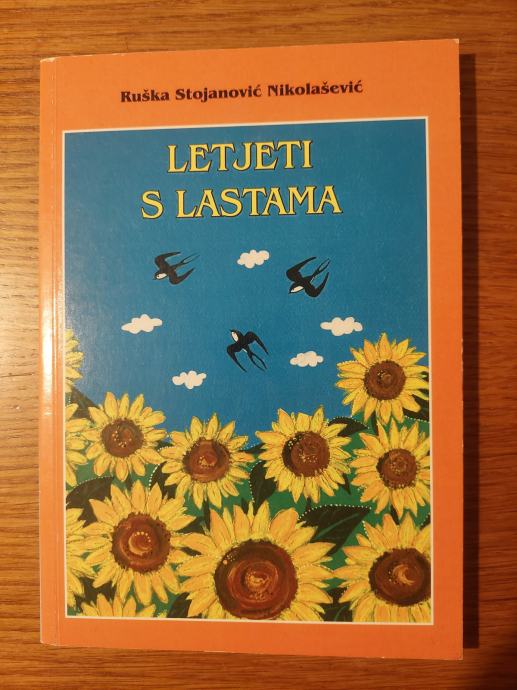 Ruška Stojanović Nikolašević
LETJETI
S LASTAMA